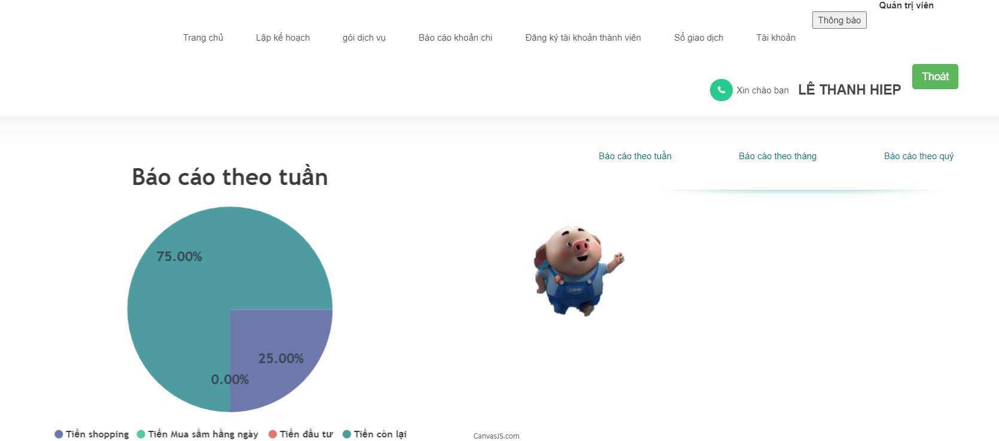 Quản trị viên
Thông báo
Trang chủ Lập kế hoạch gói dịch vụ Báo cáo khoản chi Đăng ký tài khoản thành viên Sổ giao dịch Tài khoản
Thoát
Xin chào bạn LÊ THANH HIEP
Báo cáo theo tuần Báo cáo theo tháng Báo cáo theo quý
Báo cáo theo tuần
75.00%
25.00%
0.00%
Tiền shopping Tiền Mua sắm hằng ngày Tiền đầu tư Tiền còn lại
CanvasJS.com